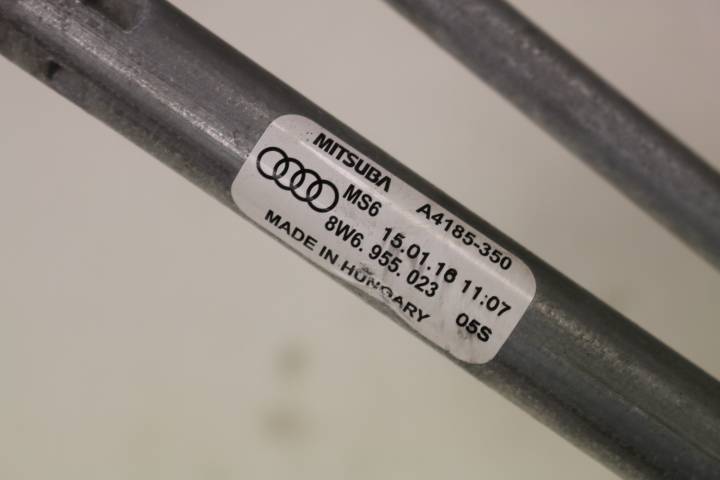 MITSUBA A4185-350
MS6 15.01.16 11:07
8W6.955.023 05S
MADE IN HUNGARY